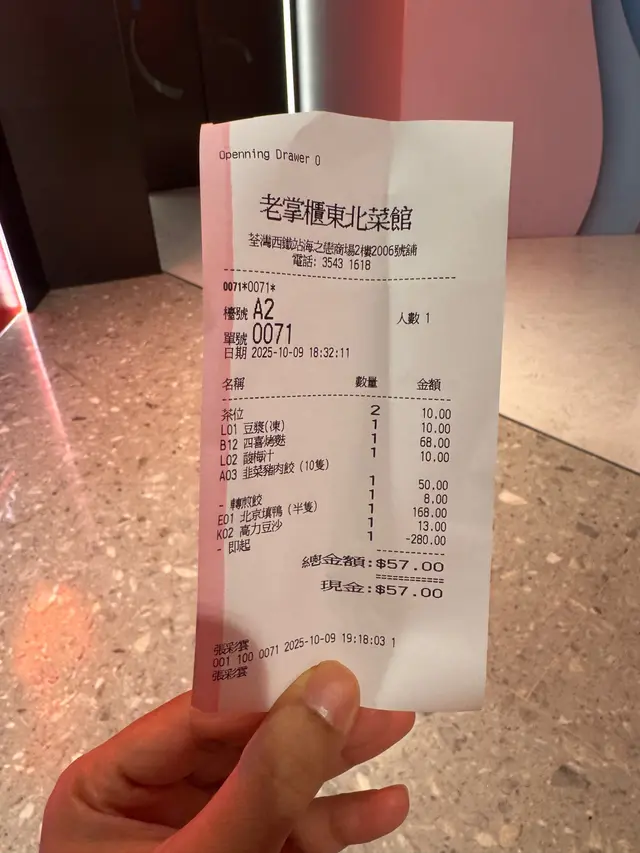 Openning Drawer 0
老掌櫃東北菜館
荃灣西鐵站海之戀商場2樓2006號舖
電話: 3543 1618
0071*0071*
檯號 A2 人數 1
單號 0071
日期 2025-10-09 18:32:11
名稱 數量 金額
茶位 2 10.00
L01 豆漿(凍) 1 10.00
B12 四喜烤麩 1 68.00
L02 酸梅汁 1 10.00
A03 韭菜豬肉餃 (10隻)
1 50.00
- 轉煎餃 1 8.00
E01 北京填鴨 (半隻) 1 168.00
K02 高力豆沙 1 13.00
- 即起 1 -280.00
總金額:$57.00
現金:$57.00
張彩雲
001 100 0071 2025-10-09 19:18:03 1
張彩雲